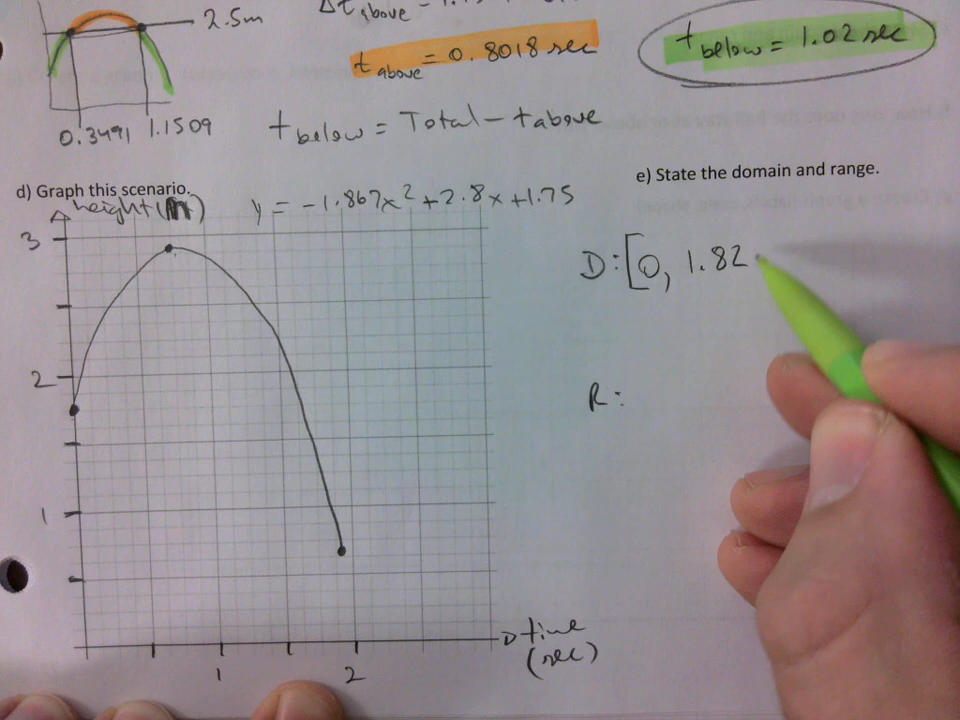 2.5m
Δt above
t above = 0.8018 sec
t below = 1.02 sec
0.3491 1.1509
t below = Total - t above
d) Graph this scenario.
e) State the domain and range.
height (m)
y = -1.867x² + 2.8x + 1.75
3
2
1
D: [0, 1.82
R:
time
(sec)
1
2